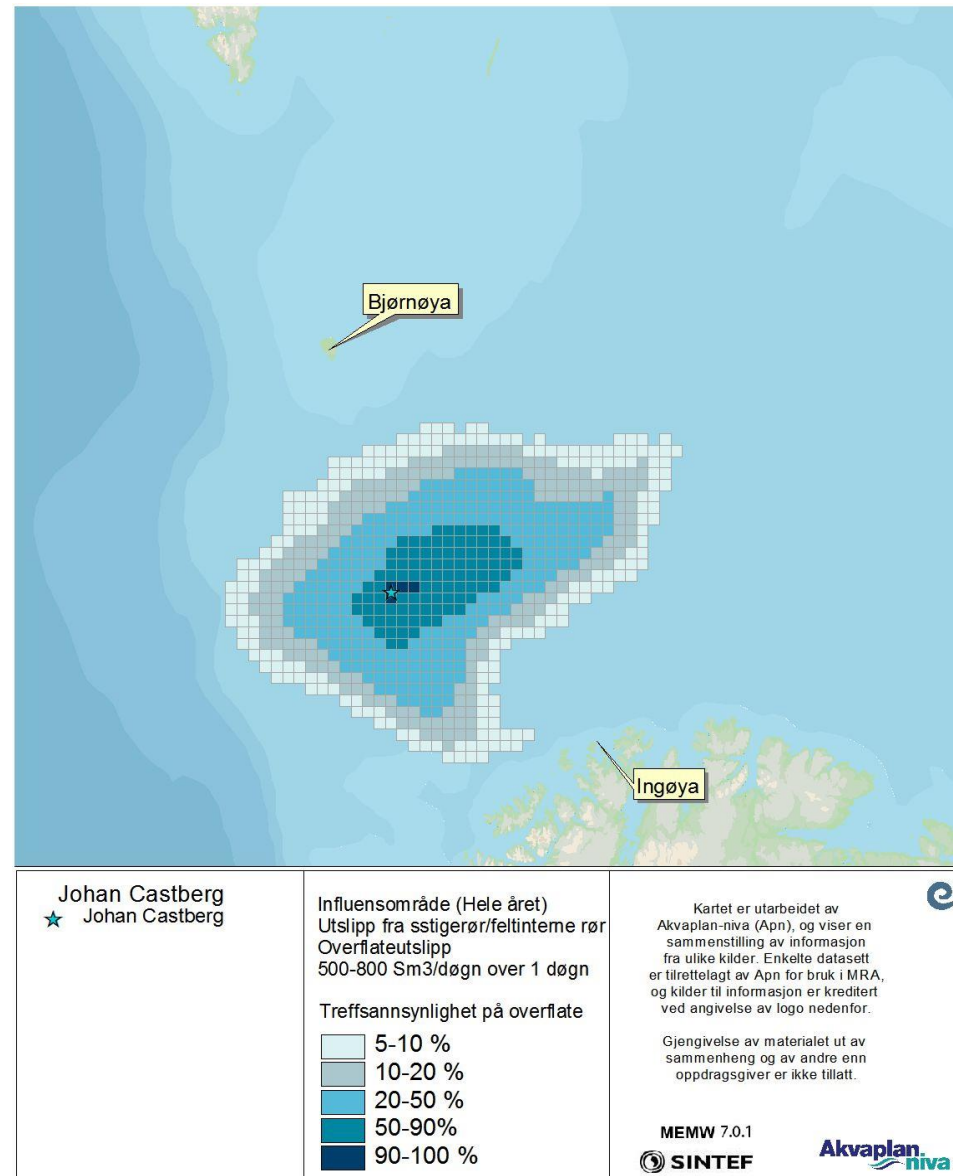 Bjørnøya
Ingøya
Johan Castberg
Johan Castberg
Influensområde (Hele året)
Utslipp fra sstigerør/feltinterne rør
Overflateutslipp
500-800 Sm3/døgn over 1 døgn
Treffsannsynlighet på overflate
5-10 %
10-20 %
20-50 %
50-90%
90-100 %
Kartet er utarbeidet av
Akvaplan-niva (Apn), og viser en
sammenstilling av informasjon
fra ulike kilder. Enkelte datasett
er tilrettelagt av Apn for bruk i MRA,
og kilder til informasjon er kreditert
ved angivelse av logo nedenfor.
Gjengivelse av materialet ut av
sammenheng og av andre enn
oppdragsgiver er ikke tillatt.
MEMW 7.0.1
SINTEF
Akvaplan
niva